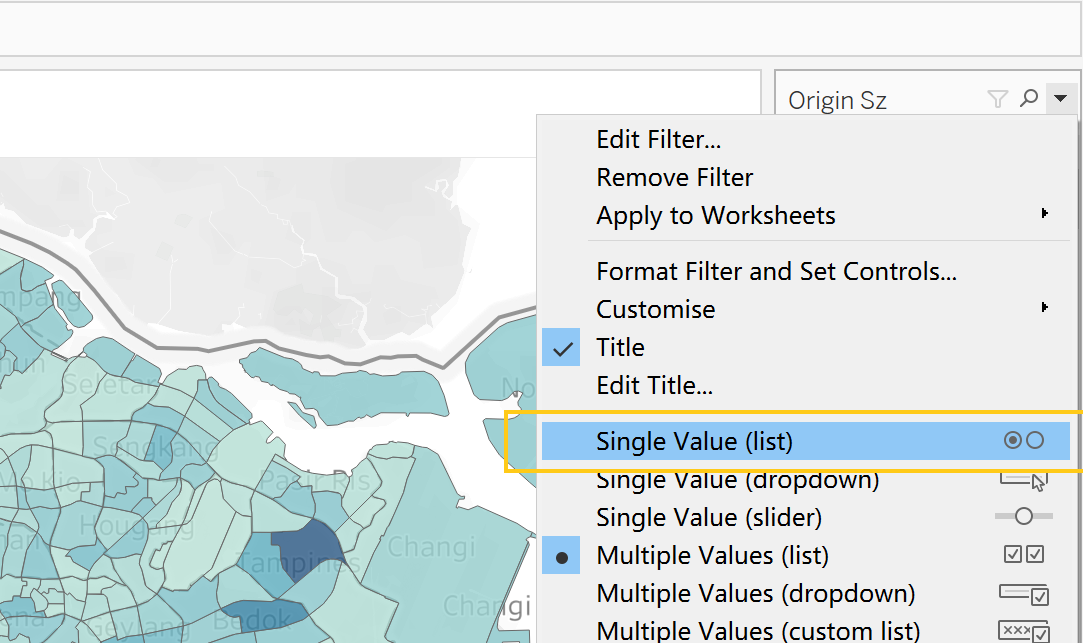 Origin Sz
Edit Filter...
Remove Filter
Apply to Worksheets
Format Filter and Set Controls...
Customise
Title
Edit Title...
Single Value (list)
Single Value (dropdown)
Single Value (slider)
Multiple Values (list)
Multiple Values (dropdown)
Multiple Values (custom list)
mpang
Seletar
No
Sengkang
Pasir Ris
Mo Kio
Hougang
Tampines
Changi
Changi
Bedok
Geylang